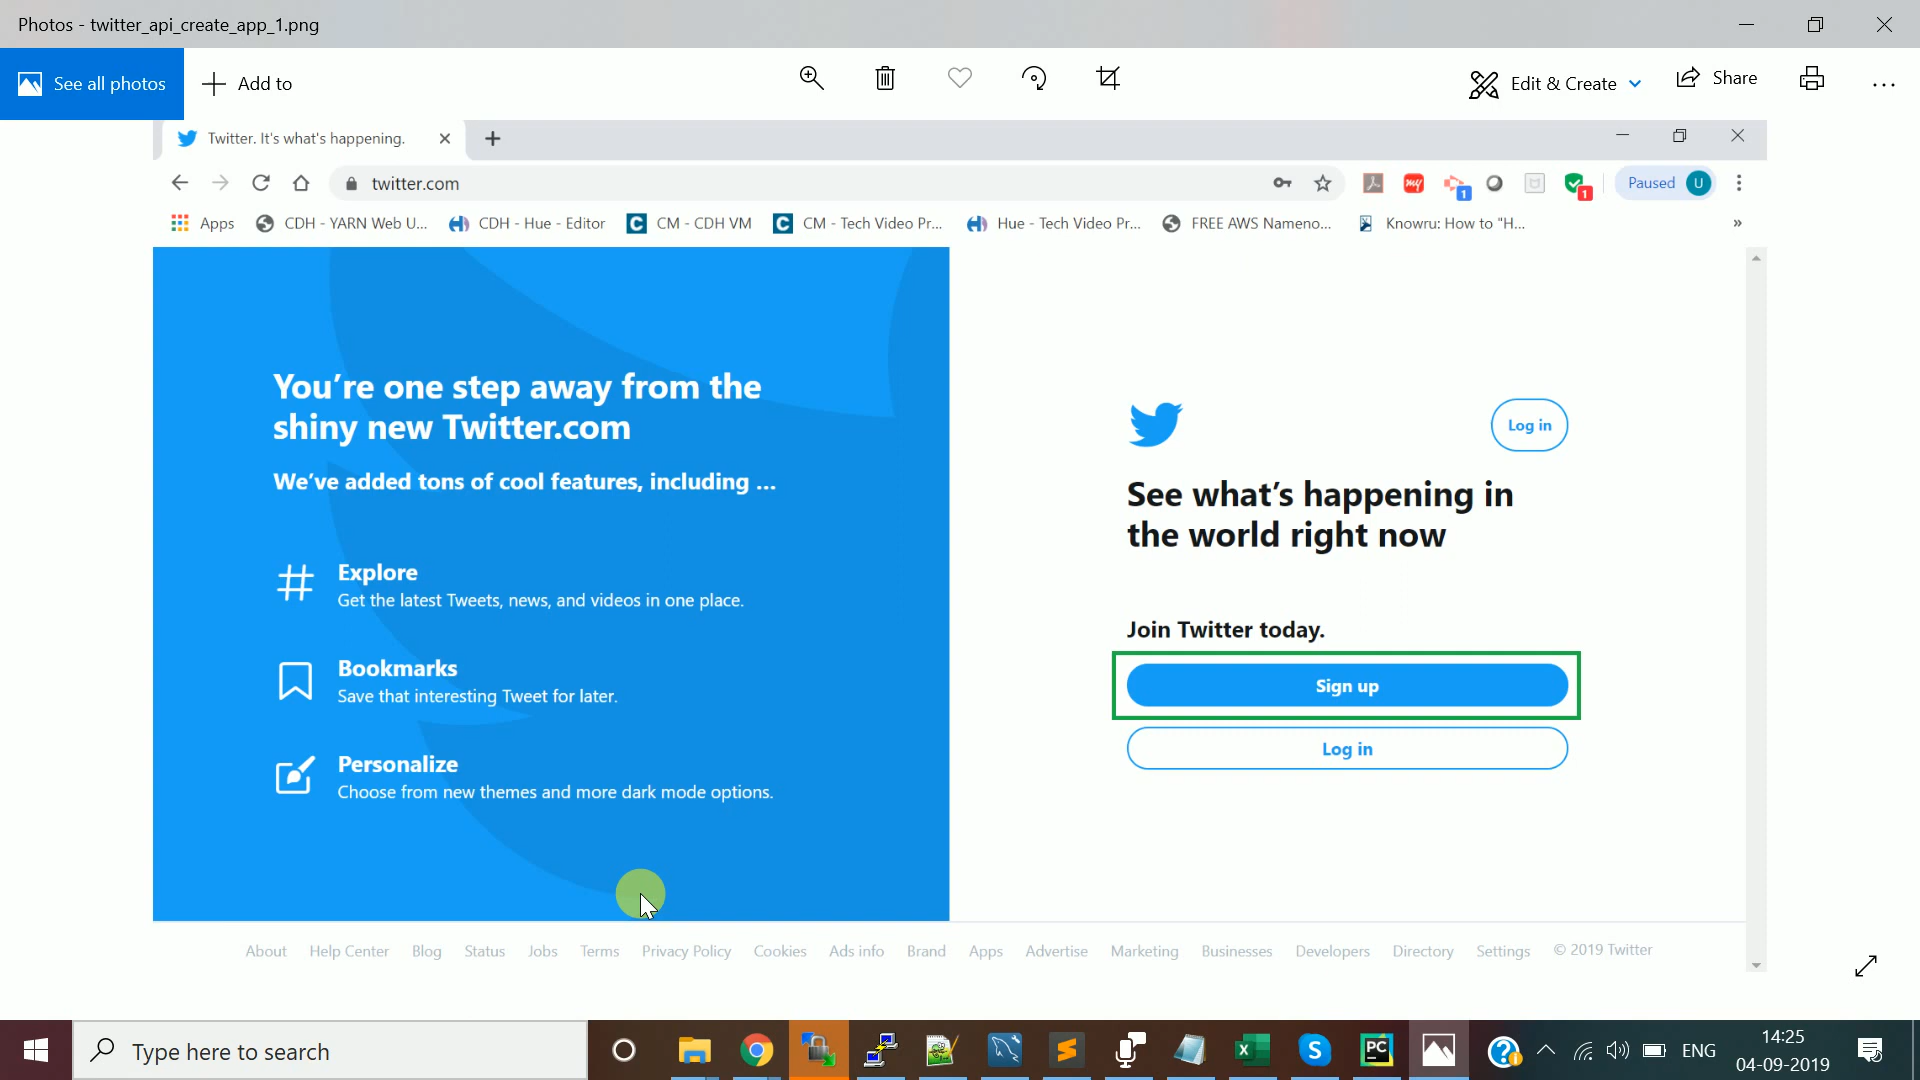 Photos - twitter_api_create_app_1.png
See all photos
Add to
Edit & Create
Share
Twitter. It's what's happening.
twitter.com
Paused U
Apps
CDH - YARN Web U...
CDH - Hue - Editor
CM - CDH VM
CM - Tech Video Pr...
Hue - Tech Video Pr...
FREE AWS Nameno...
Knowru: How to "H...
You're one step away from the
shiny new Twitter.com
We've added tons of cool features, including ...
Explore
Get the latest Tweets, news, and videos in one place.
Bookmarks
Save that interesting Tweet for later.
Personalize
Choose from new themes and more dark mode options.
Log in
See what's happening in
the world right now
Join Twitter today.
Sign up
Log in
About Help Center Blog Status Jobs Terms Privacy Policy Cookies Ads info Brand Apps Advertise Marketing Businesses Developers Directory Settings © 2019 Twitter
Type here to search
ENG
14:25
04-09-2019